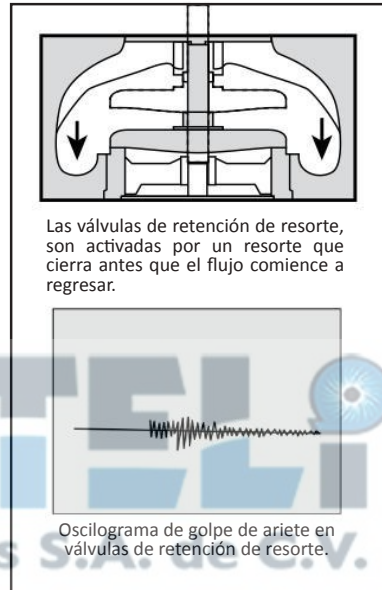 Las válvulas de retención de resorte,
son activadas por un resorte que
cierra antes que el flujo comience a
regresar.
TELI
Oscilograma de golpe de ariete en
válvulas de retención de resorte.
s S.A. de C.V.